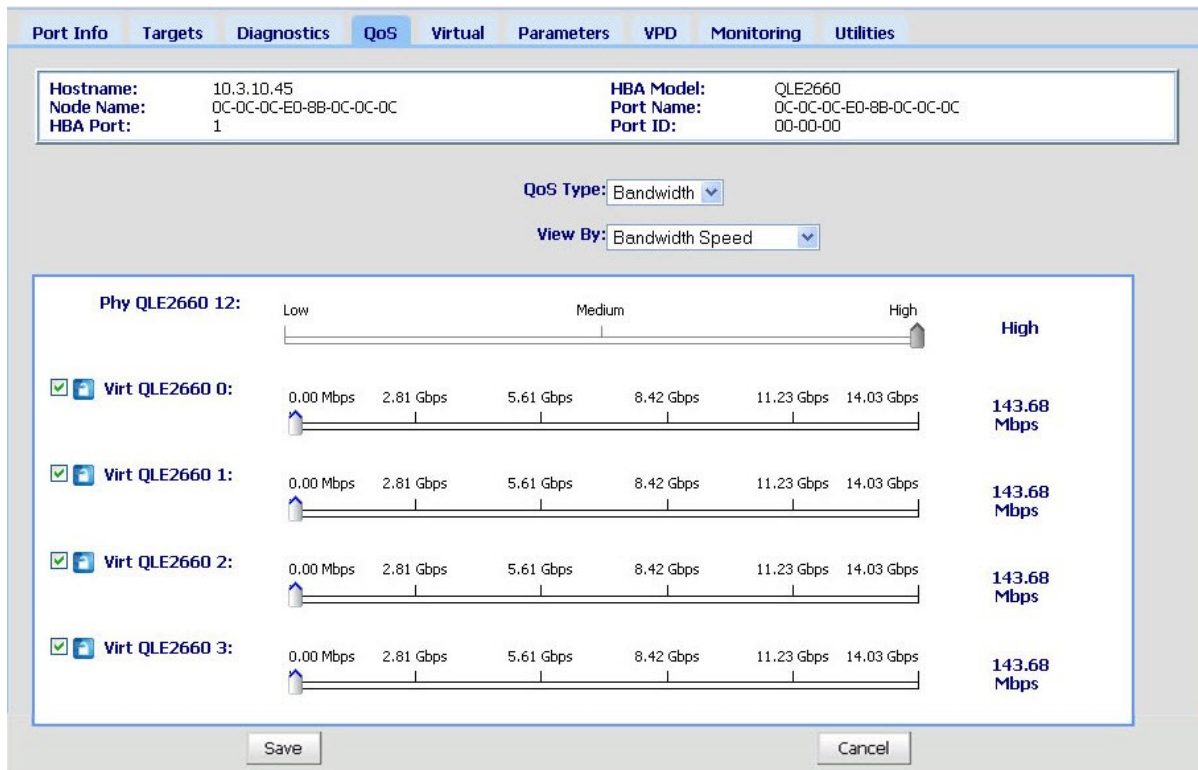 Port Info Targets Diagnostics QoS Virtual Parameters VPD Monitoring Utilities
Hostname: 10.3.10.45 HBA Model: QLE2660
Node Name: 0C-0C-0C-E0-8B-0C-0C-0C Port Name: 0C-0C-0C-E0-8B-0C-0C-0C
HBA Port: 1 Port ID: 00-00-00
QoS Type: Bandwidth
View By: Bandwidth Speed
Phy QLE2660 12: Low Medium High High
Virt QLE2660 0: 0.00 Mbps 2.81 Gbps 5.61 Gbps 8.42 Gbps 11.23 Gbps 14.03 Gbps 143.68
Mbps
Virt QLE2660 1: 0.00 Mbps 2.81 Gbps 5.61 Gbps 8.42 Gbps 11.23 Gbps 14.03 Gbps 143.68
Mbps
Virt QLE2660 2: 0.00 Mbps 2.81 Gbps 5.61 Gbps 8.42 Gbps 11.23 Gbps 14.03 Gbps 143.68
Mbps
Virt QLE2660 3: 0.00 Mbps 2.81 Gbps 5.61 Gbps 8.42 Gbps 11.23 Gbps 14.03 Gbps 143.68
Mbps
Save Cancel